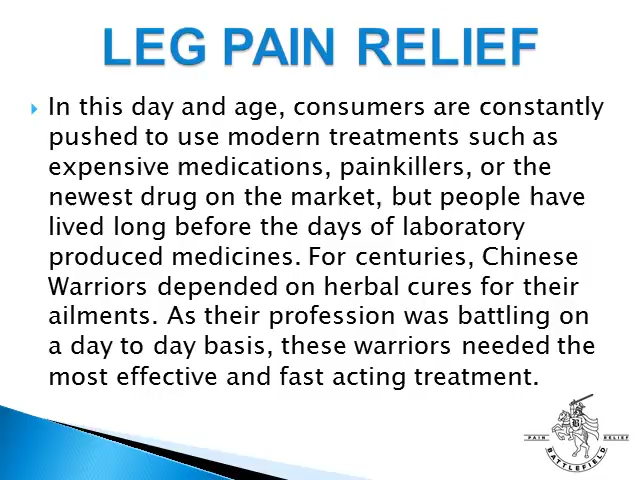 LEG PAIN RELIEF
In this day and age, consumers are constantly
pushed to use modern treatments such as
expensive medications, painkillers, or the
newest drug on the market, but people have
lived long before the days of laboratory
produced medicines. For centuries, Chinese
Warriors depended on herbal cures for their
ailments. As their profession was battling on
a day to day basis, these warriors needed the
most effective and fast acting treatment.
B
PAIN RELIEF
BATTLEFIELD